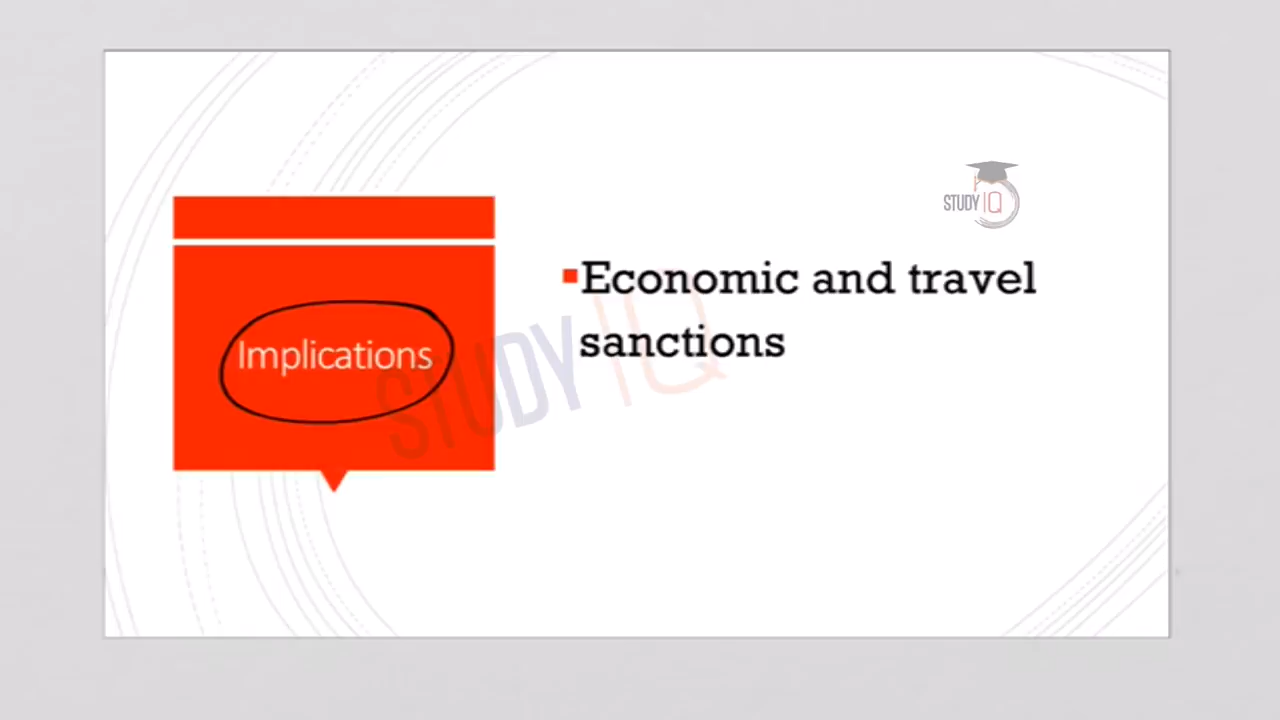 STUDY IQ
Implications
Economic and travel
sanctions
STUDY IQ